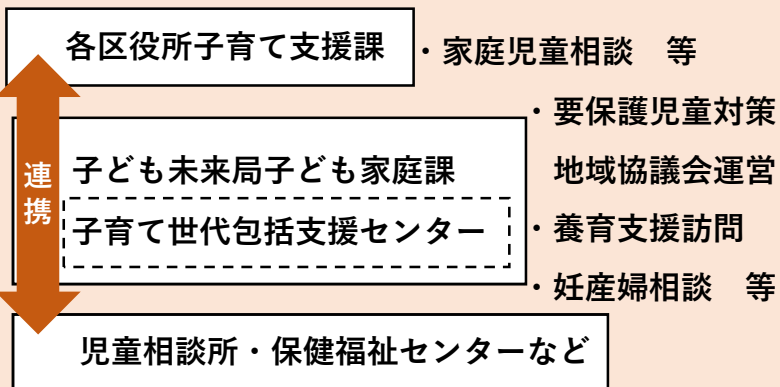 各区役所子育て支援課
・家庭児童相談　等
連携
子ども未来局子ども家庭課
子育て世代包括支援センター
・要保護児童対策
地域協議会運営
・養育支援訪問
・妊産婦相談　等
児童相談所・保健福祉センターなど